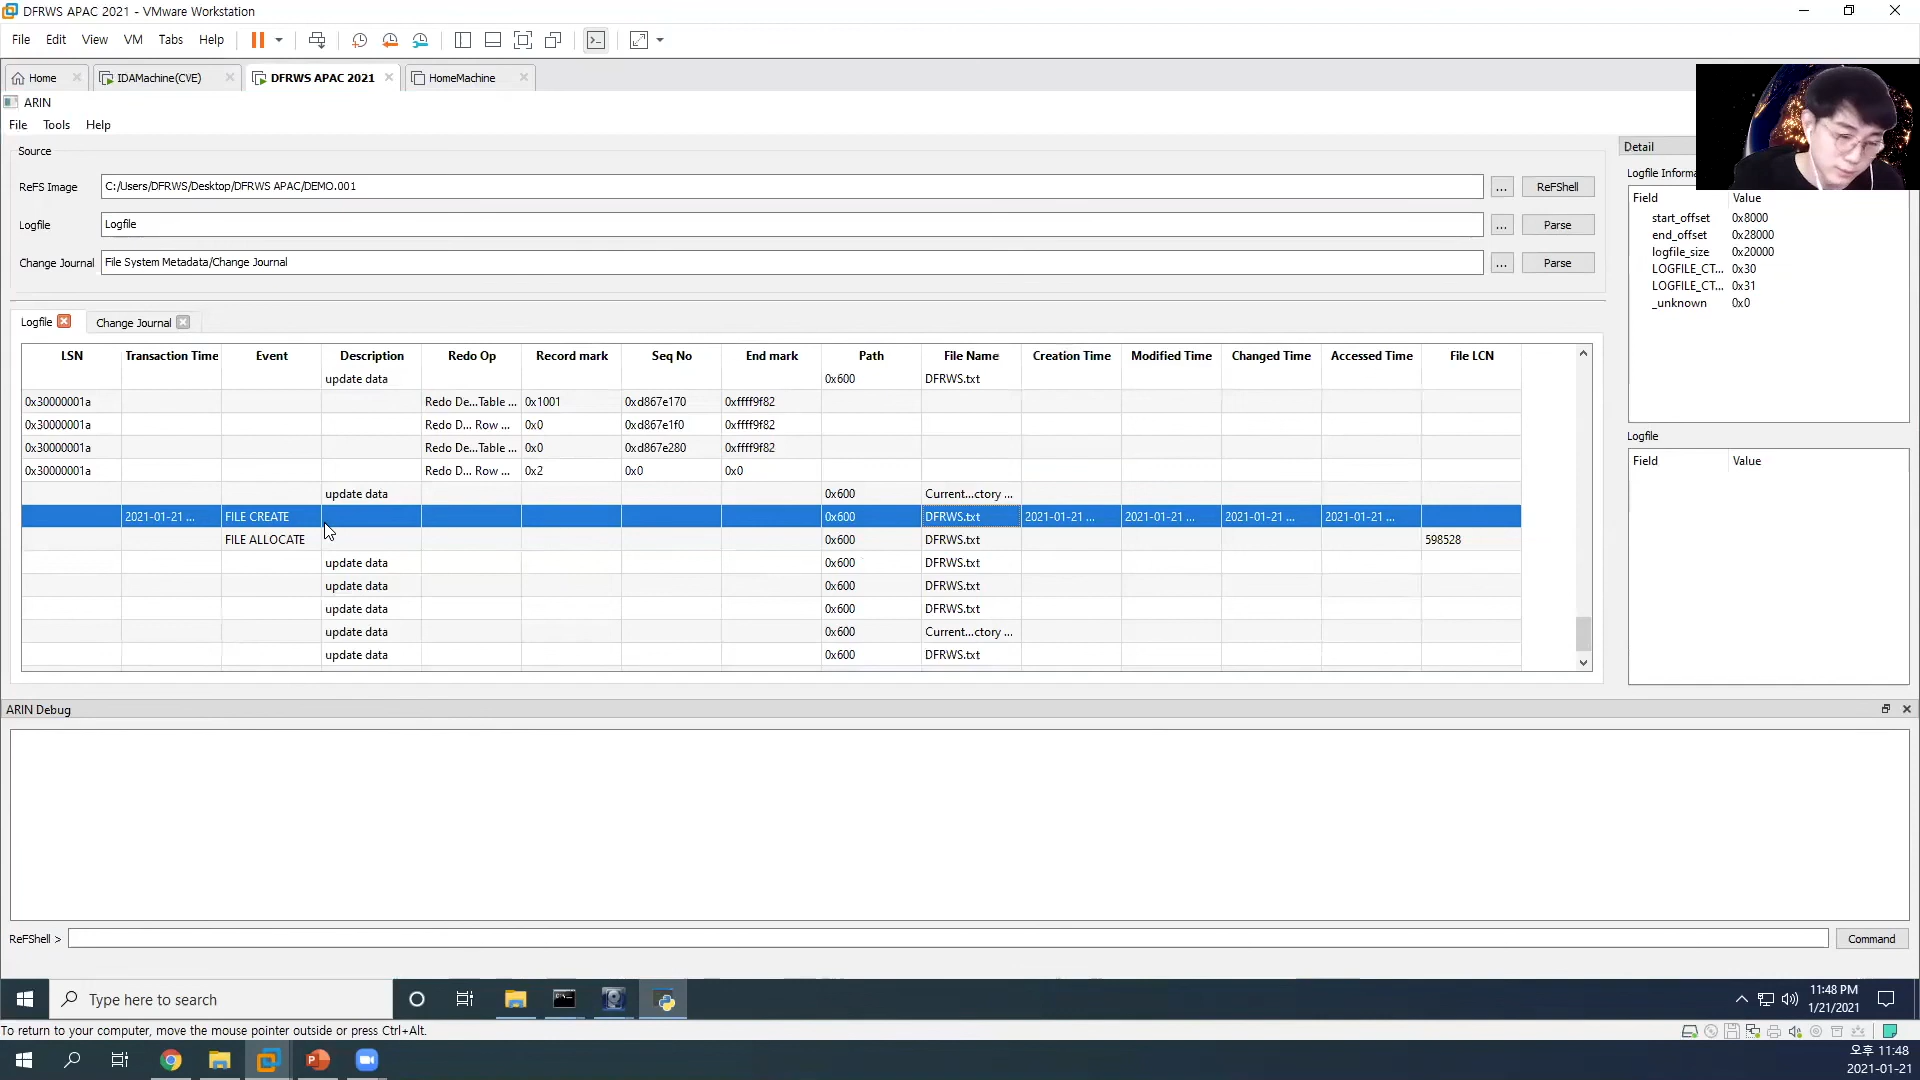 DFRWS APAC 2021 - VMware Workstation
File Edit View VM Tabs Help
Home IDAMachine(CVE) DFRWS APAC 2021 HomeMachine
ARIN
File Tools Help
Source
ReFS Image C:/Users/DFRWS/Desktop/DFRWS APAC/DEMO.001 ... ReFShell
Logfile Logfile ... Parse
Change Journal File System Metadata/Change Journal ... Parse
Logfile Change Journal
LSN Transaction Time Event Description Redo Op Record mark Seq No End mark Path File Name Creation Time Modified Time Changed Time Accessed Time File LCN
update data 0x600 DFRWS.txt
0x30000001a Redo De...Table ... 0x1001 0xd867e170 0xffff9f82
0x30000001a Redo D... Row ... 0x0 0xd867e1f0 0xffff9f82
0x30000001a Redo De...Table ... 0x0 0xd867e280 0xffff9f82
0x30000001a Redo D... Row ... 0x2 0x0 0x0
update data 0x600 Current...ctory ...
2021-01-21 ... FILE CREATE 0x600 DFRWS.txt 2021-01-21 ... 2021-01-21 ... 2021-01-21 ... 2021-01-21 ...
FILE ALLOCATE 0x600 DFRWS.txt 598528
update data 0x600 DFRWS.txt
update data 0x600 DFRWS.txt
update data 0x600 DFRWS.txt
update data 0x600 Current...ctory ...
update data 0x600 DFRWS.txt
Detail
Logfile Informa
Field Value
start_offset 0x8000
end_offset 0x28000
logfile_size 0x20000
LOGFILE_CT... 0x30
LOGFILE_CT... 0x31
_unknown 0x0
Logfile
Field Value
ARIN Debug
ReFShell > Command
Type here to search
11:48 PM
1/21/2021
To return to your computer, move the mouse pointer outside or press Ctrl+Alt.
오후 11:48
2021-01-21